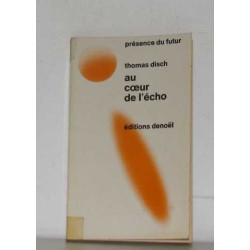 présence du futur
thomas disch
au
cœur
de l'écho
éditions denoël